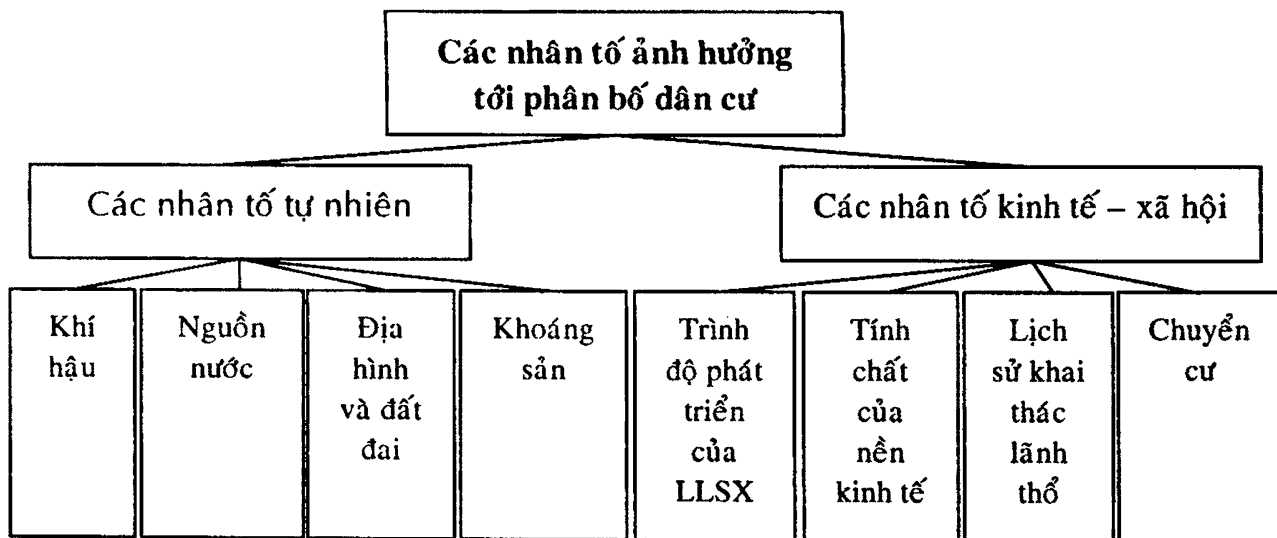 Các nhân tố ảnh hưởng
tới phân bố dân cư
Các nhân tố tự nhiên
Các nhân tố kinh tế – xã hội
Khí
hậu
Nguồn
nước
Địa
hình
và đất
đai
Khoáng
sản
Trình
độ phát
triển
của
LLSX
Tính
chất
của
nền
kinh tế
Lịch
sử khai
thác
lãnh
thổ
Chuyển
cư